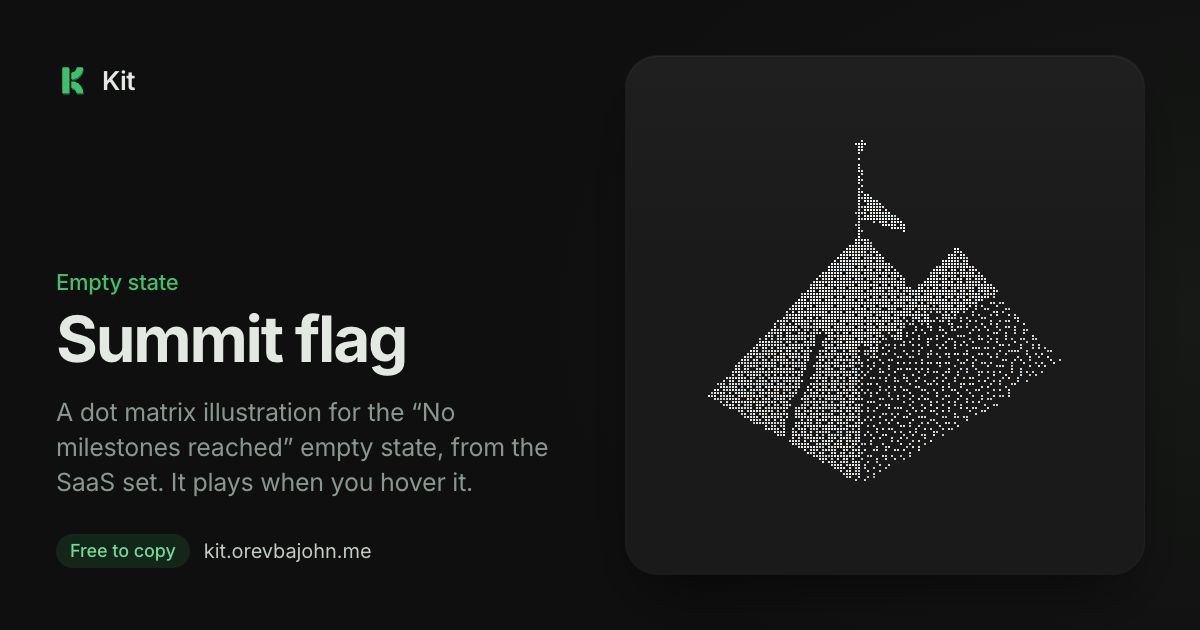 Kit
Empty state
Summit flag
A dot matrix illustration for the “No
milestones reached” empty state, from the
SaaS set. It plays when you hover it.
Free to copy
kit.orevbajohn.me